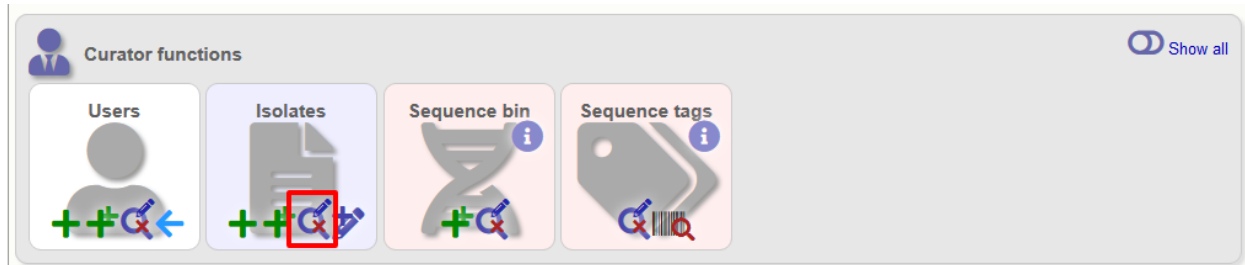 Curator functions
Show all
Users
Isolates
Sequence bin
Sequence tags